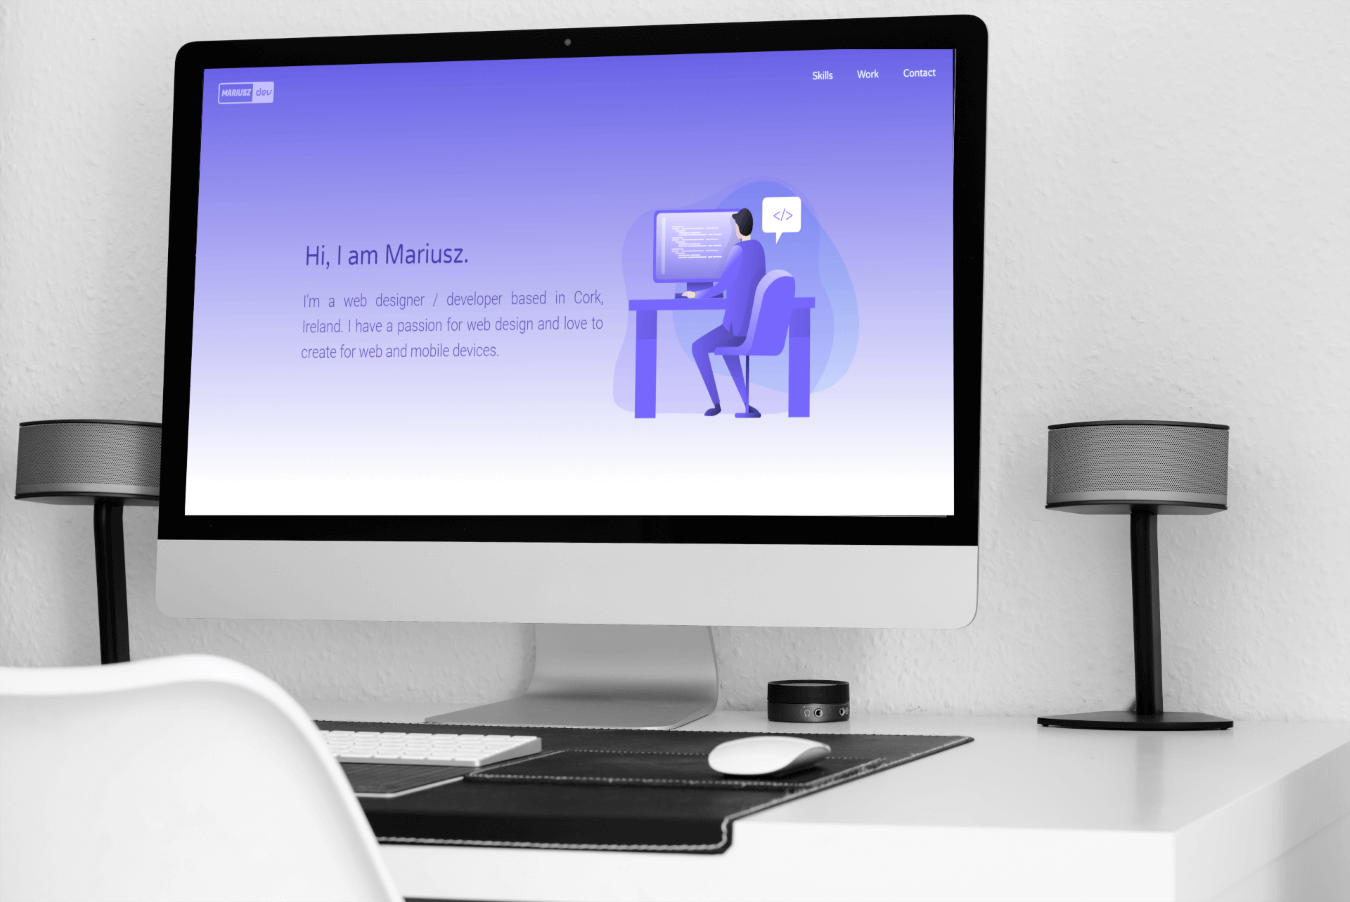 MARIUSZ dev
Skills Work Contact
</>
Hi, I am Mariusz.
I'm a web designer / developer based in Cork,
Ireland. I have a passion for web design and love to
create for web and mobile devices.